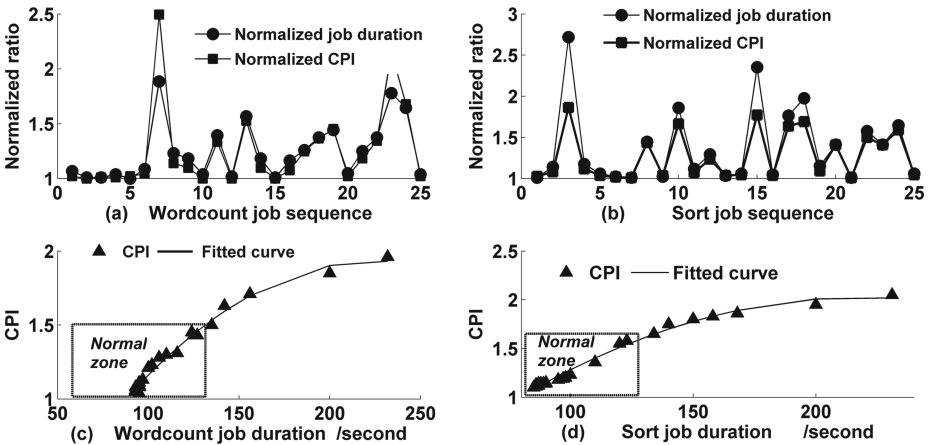 2.5
2
1.5
1
0 5 10 15 20 25
Normalized ratio
Normalized job duration
Normalized CPI
(a) Wordcount job sequence
3
2.5
2
1.5
1
0 5 10 15 20 25
Normalized ratio
Normalized job duration
Normalized CPI
(b) Sort job sequence
2
1.5
1
50 100 150 200 250
CPI
CPI Fitted curve
Normal
zone
(c) Wordcount job duration /second
2.5
2
1.5
1
100 150 200
CPI
CPI Fitted curve
Normal
zone
(d) Sort job duration /second